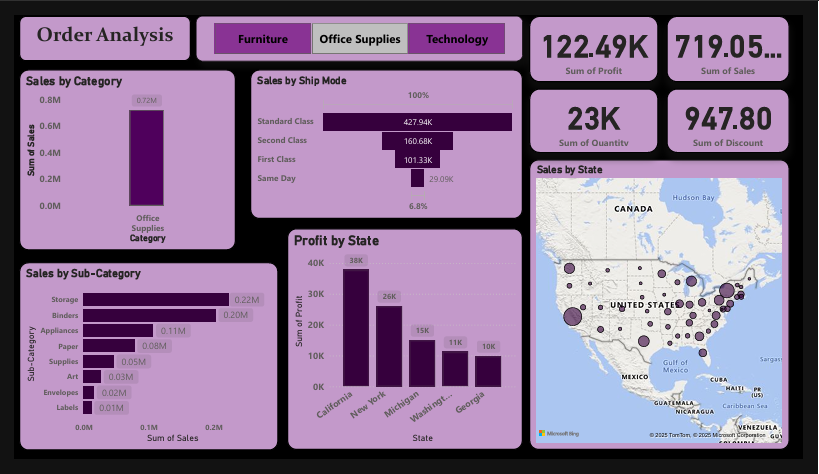 Order Analysis
Furniture
Office Supplies
Technology
122.49K
Sum of Profit
719.05...
Sum of Sales
23K
Sum of Quantity
947.80
Sum of Discount
Sales by Category
0.8M
0.6M
0.4M
0.2M
0.0M
Sum of Sales
0.72M
Office
Supplies
Category
Sales by Ship Mode
100%
Standard Class
427.94K
Second Class
160.68K
First Class
101.33K
Same Day
29.09K
6.8%
Sales by Sub-Category
Sub-Category
Storage
0.22M
Binders
0.20M
Appliances
0.11M
Paper
0.08M
Supplies
0.05M
Art
0.03M
Envelopes
0.02M
Labels
0.01M
0.0M
0.1M
0.2M
Sum of Sales
Profit by State
40K
30K
20K
10K
0K
Sum of Profit
38K
26K
15K
11K
10K
California
New York
Michigan
Washingt...
Georgia
State
Sales by State
Hudson Bay
CANADA
UNITED STATES
Gulf of
Mexico
MEXICO
CUBA
HAITI
PR
(US)
GUATEMALA
NICARAGUA
Caribbean Sea
VENEZUELA
Microsoft Bing
© 2025 TomTom, © 2025 Microsoft Corporation